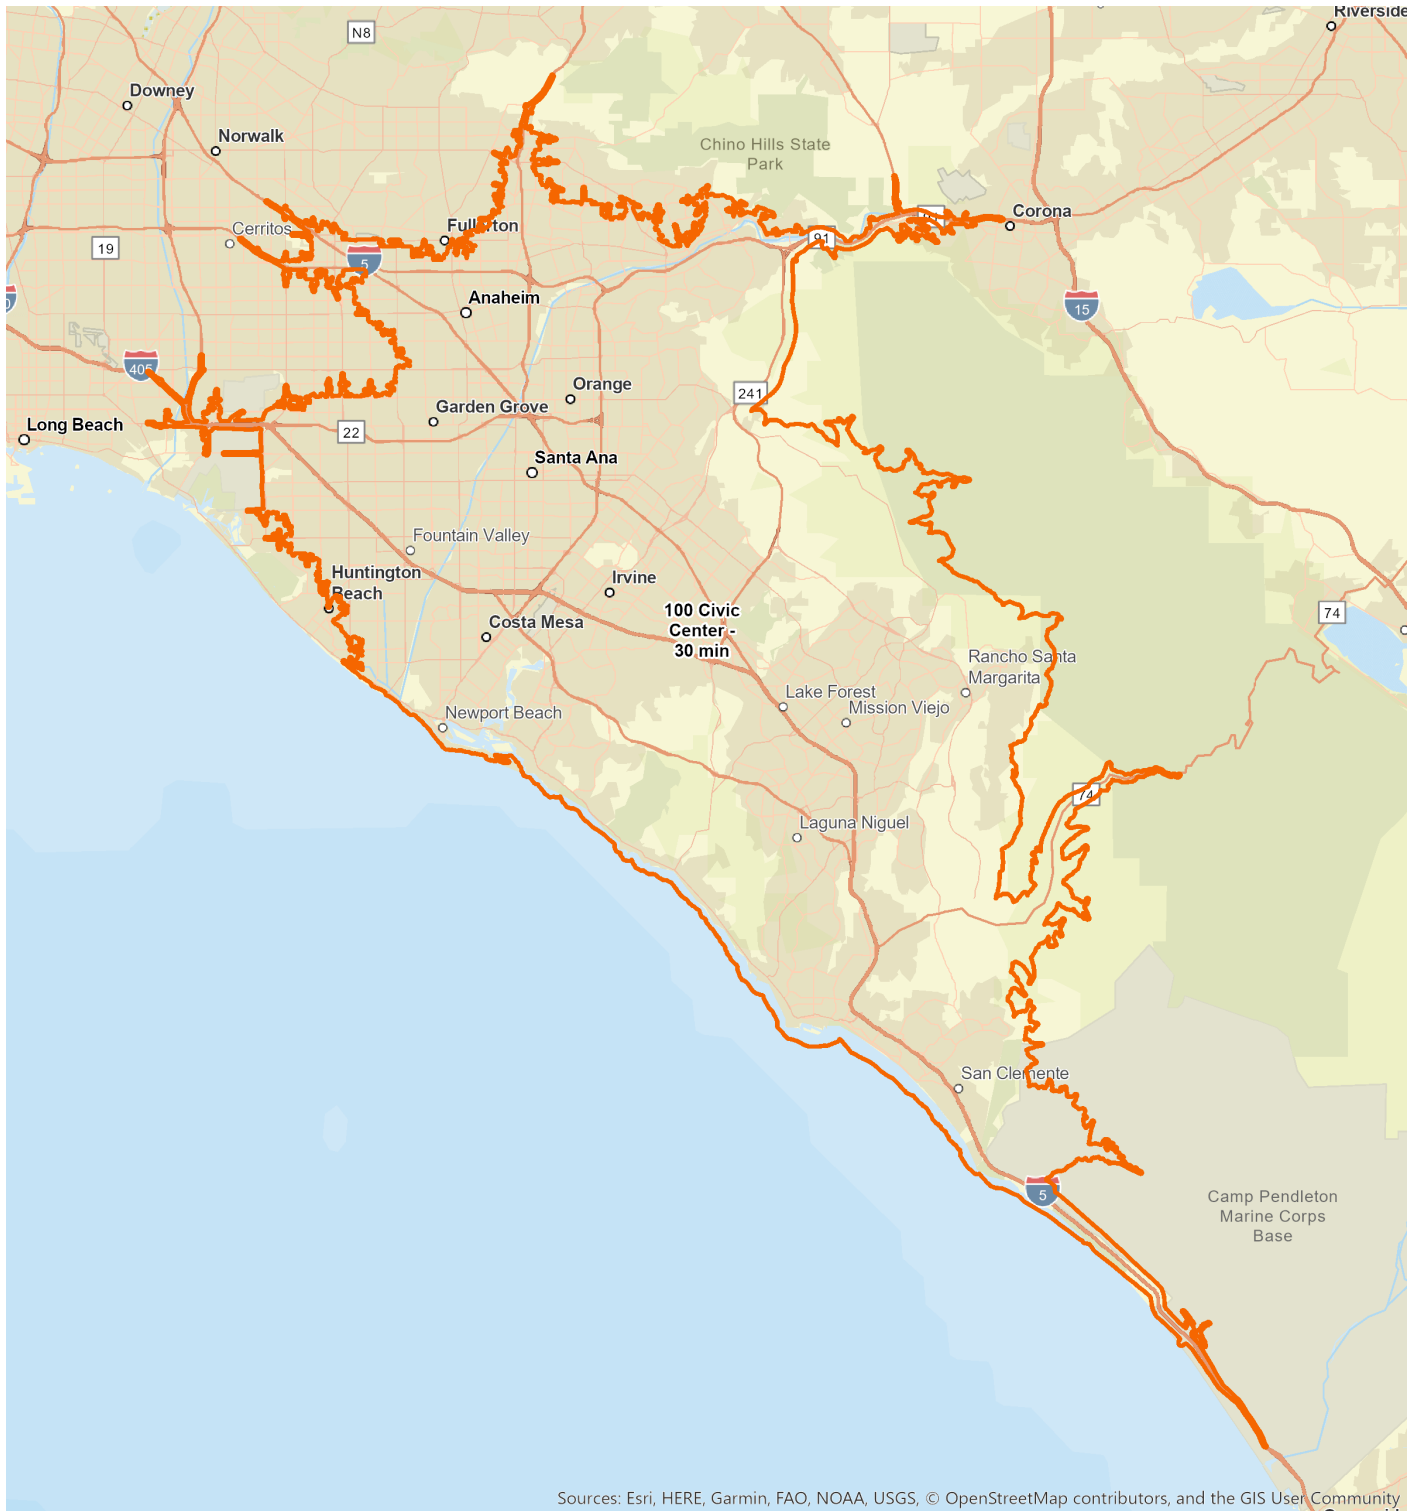 Riverside
N8
Downey
Norwalk
Chino Hills State
Park
Corona
Cerritos
Fullerton
19
91
5
Anaheim
15
405
241
Orange
Garden Grove
Long Beach
22
Santa Ana
Fountain Valley
Huntington
Beach
Irvine
100 Civic
Center -
30 min
74
Costa Mesa
Rancho Santa
Margarita
Lake Forest
Mission Viejo
Newport Beach
74
Laguna Niguel
San Clemente
5
Camp Pendleton
Marine Corps
Base
Sources: Esri, HERE, Garmin, FAO, NOAA, USGS, © OpenStreetMap contributors, and the GIS User Community